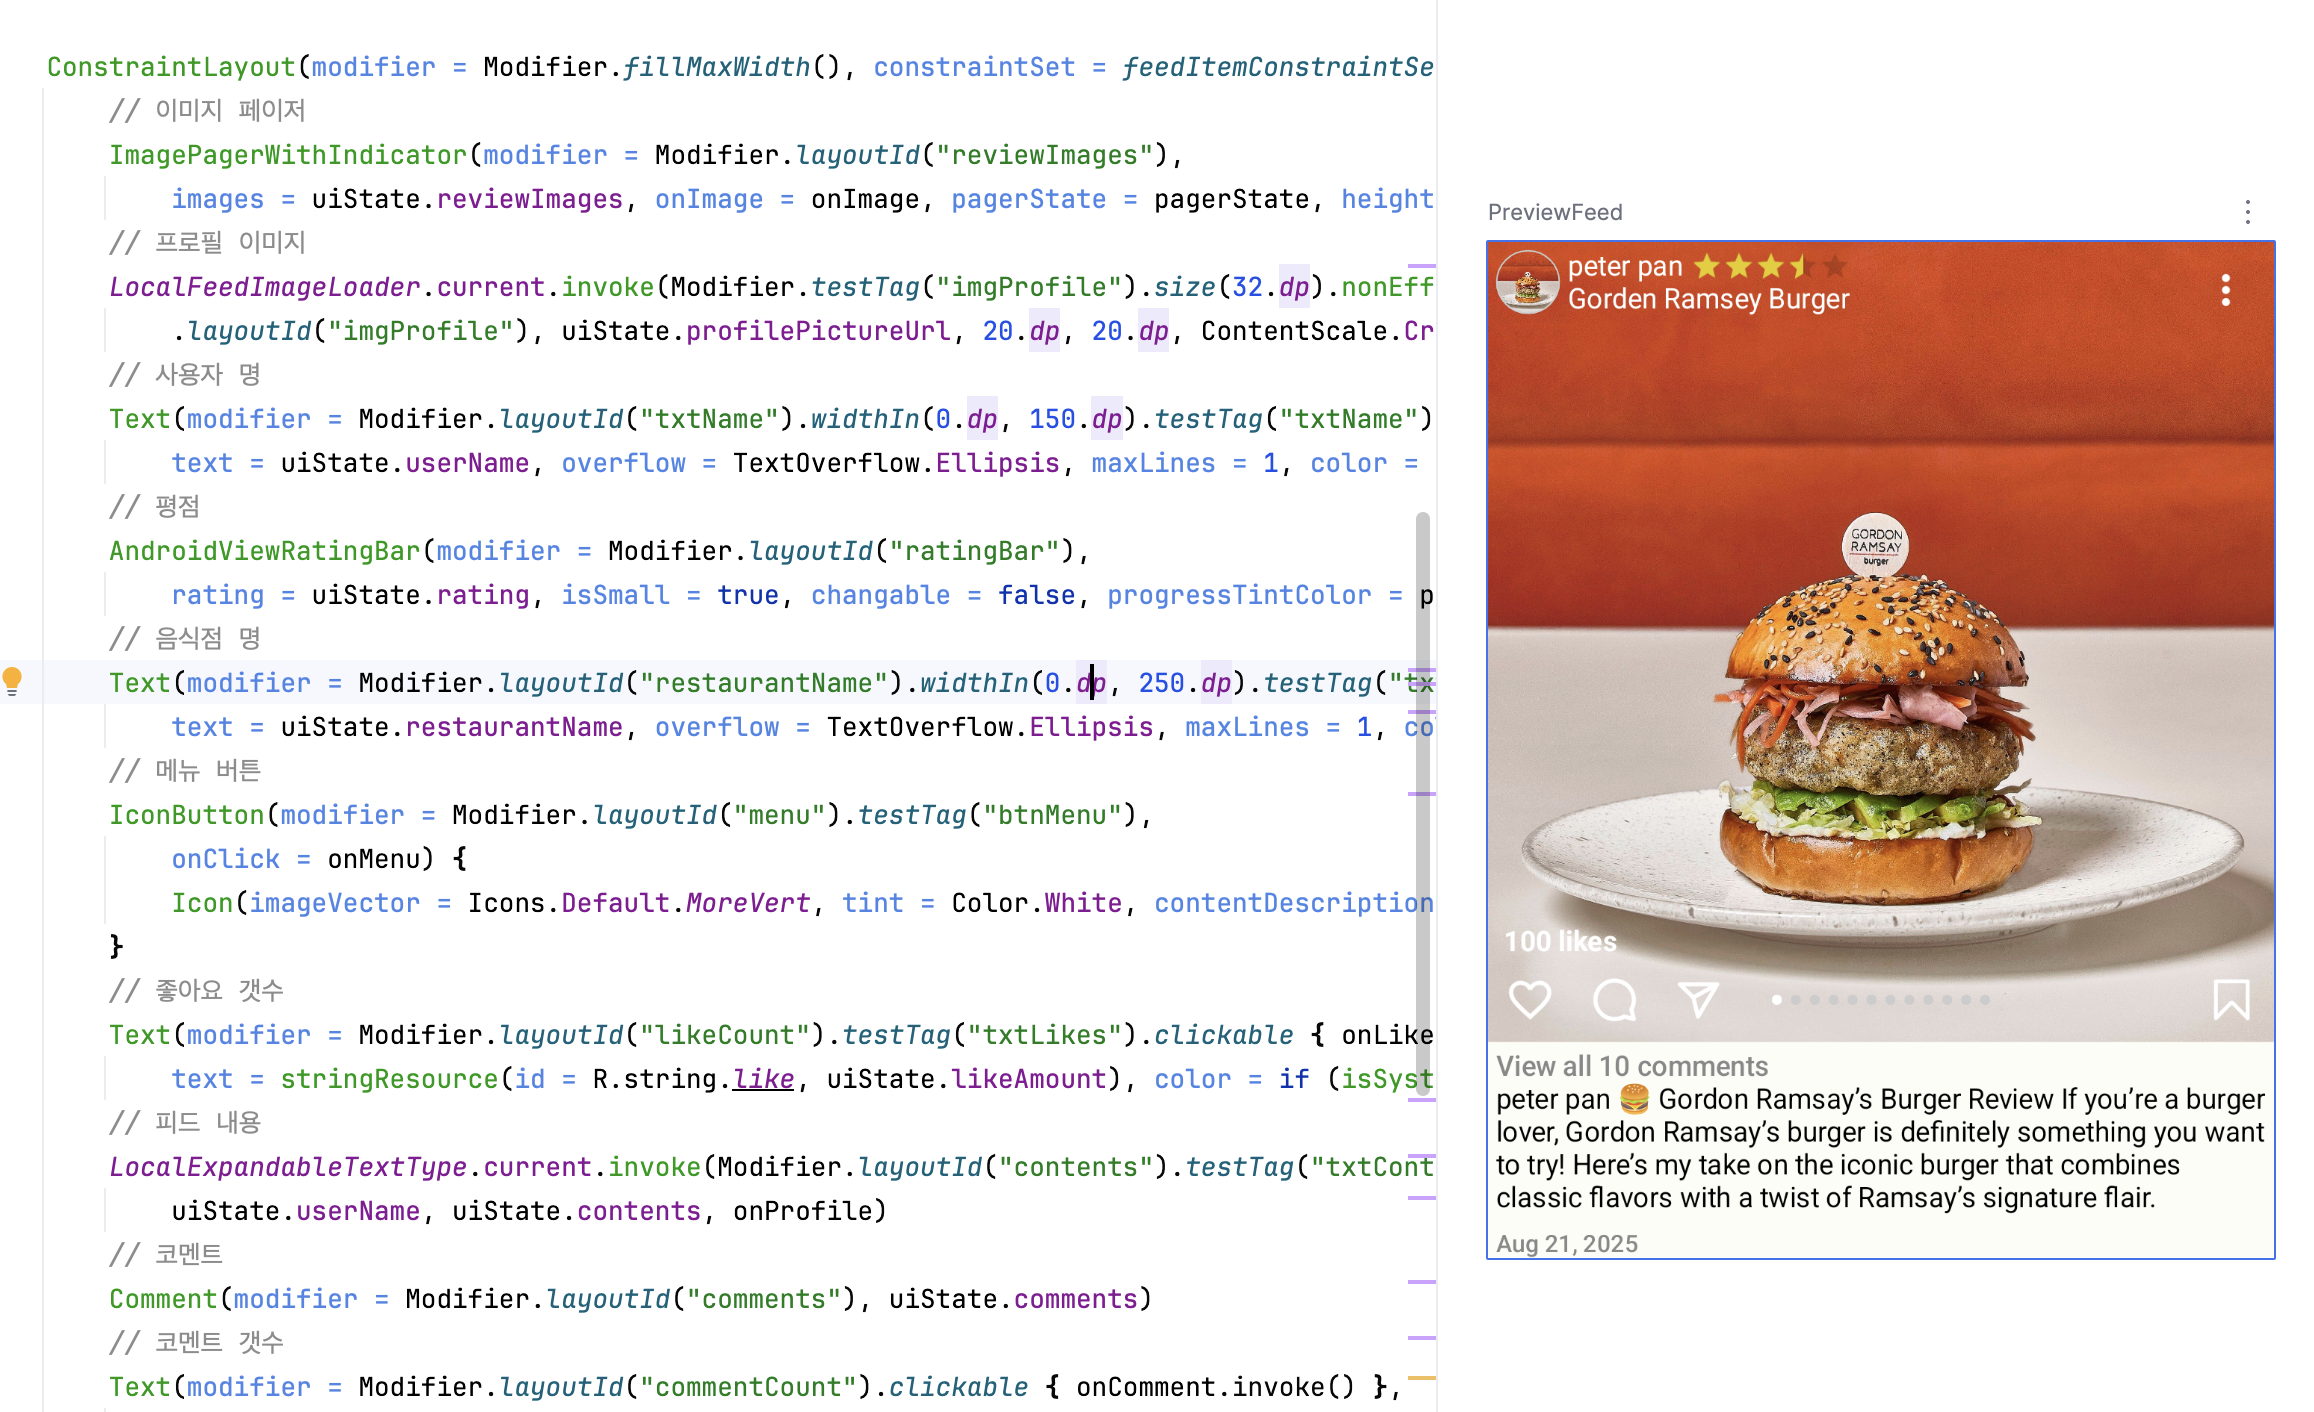 ConstraintLayout(modifier = Modifier.fillMaxWidth(), constraintSet = feedItemConstraintSe
// 이미지 페이저
ImagePagerWithIndicator(modifier = Modifier.layoutId("reviewImages"),
images = uiState.reviewImages, onImage = onImage, pagerState = pagerState, height
// 프로필 이미지
LocalFeedImageLoader.current.invoke(Modifier.testTag("imgProfile").size(32.dp).nonEff
.layoutId("imgProfile"), uiState.profilePictureUrl, 20.dp, 20.dp, ContentScale.Cr
// 사용자 명
Text(modifier = Modifier.layoutId("txtName").widthIn(0.dp, 150.dp).testTag("txtName")
text = uiState.userName, overflow = TextOverflow.Ellipsis, maxLines = 1, color =
// 평점
AndroidViewRatingBar(modifier = Modifier.layoutId("ratingBar"),
rating = uiState.rating, isSmall = true, changable = false, progressTintColor = p
// 음식점 명
Text(modifier = Modifier.layoutId("restaurantName").widthIn(0.dp, 250.dp).testTag("tx
text = uiState.restaurantName, overflow = TextOverflow.Ellipsis, maxLines = 1, co
// 메뉴 버튼
IconButton(modifier = Modifier.layoutId("menu").testTag("btnMenu"),
onClick = onMenu) {
Icon(imageVector = Icons.Default.MoreVert, tint = Color.White, contentDescription
}
// 좋아요 갯수
Text(modifier = Modifier.layoutId("likeCount").testTag("txtLikes").clickable { onLike
text = stringResource(id = R.string.like, uiState.likeAmount), color = if (isSyst
// 피드 내용
LocalExpandableTextType.current.invoke(Modifier.layoutId("contents").testTag("txtCont
uiState.userName, uiState.contents, onProfile)
// 코멘트
Comment(modifier = Modifier.layoutId("comments"), uiState.comments)
// 코멘트 갯수
Text(modifier = Modifier.layoutId("commentCount").clickable { onComment.invoke() },
PreviewFeed
peter pan
Gorden Ramsey Burger
GORDON
RAMSAY
burger
100 likes
View all 10 comments
peter pan 🍔 Gordon Ramsay’s Burger Review If you’re a burger
lover, Gordon Ramsay’s burger is definitely something you want
to try! Here’s my take on the iconic burger that combines
classic flavors with a twist of Ramsay’s signature flair.
Aug 21, 2025